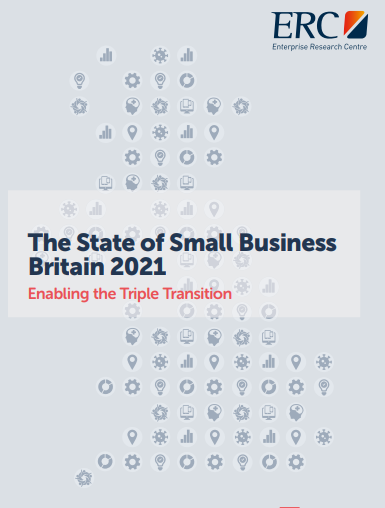 ERC
Enterprise Research Centre
The State of Small Business
Britain 2021
Enabling the Triple Transition